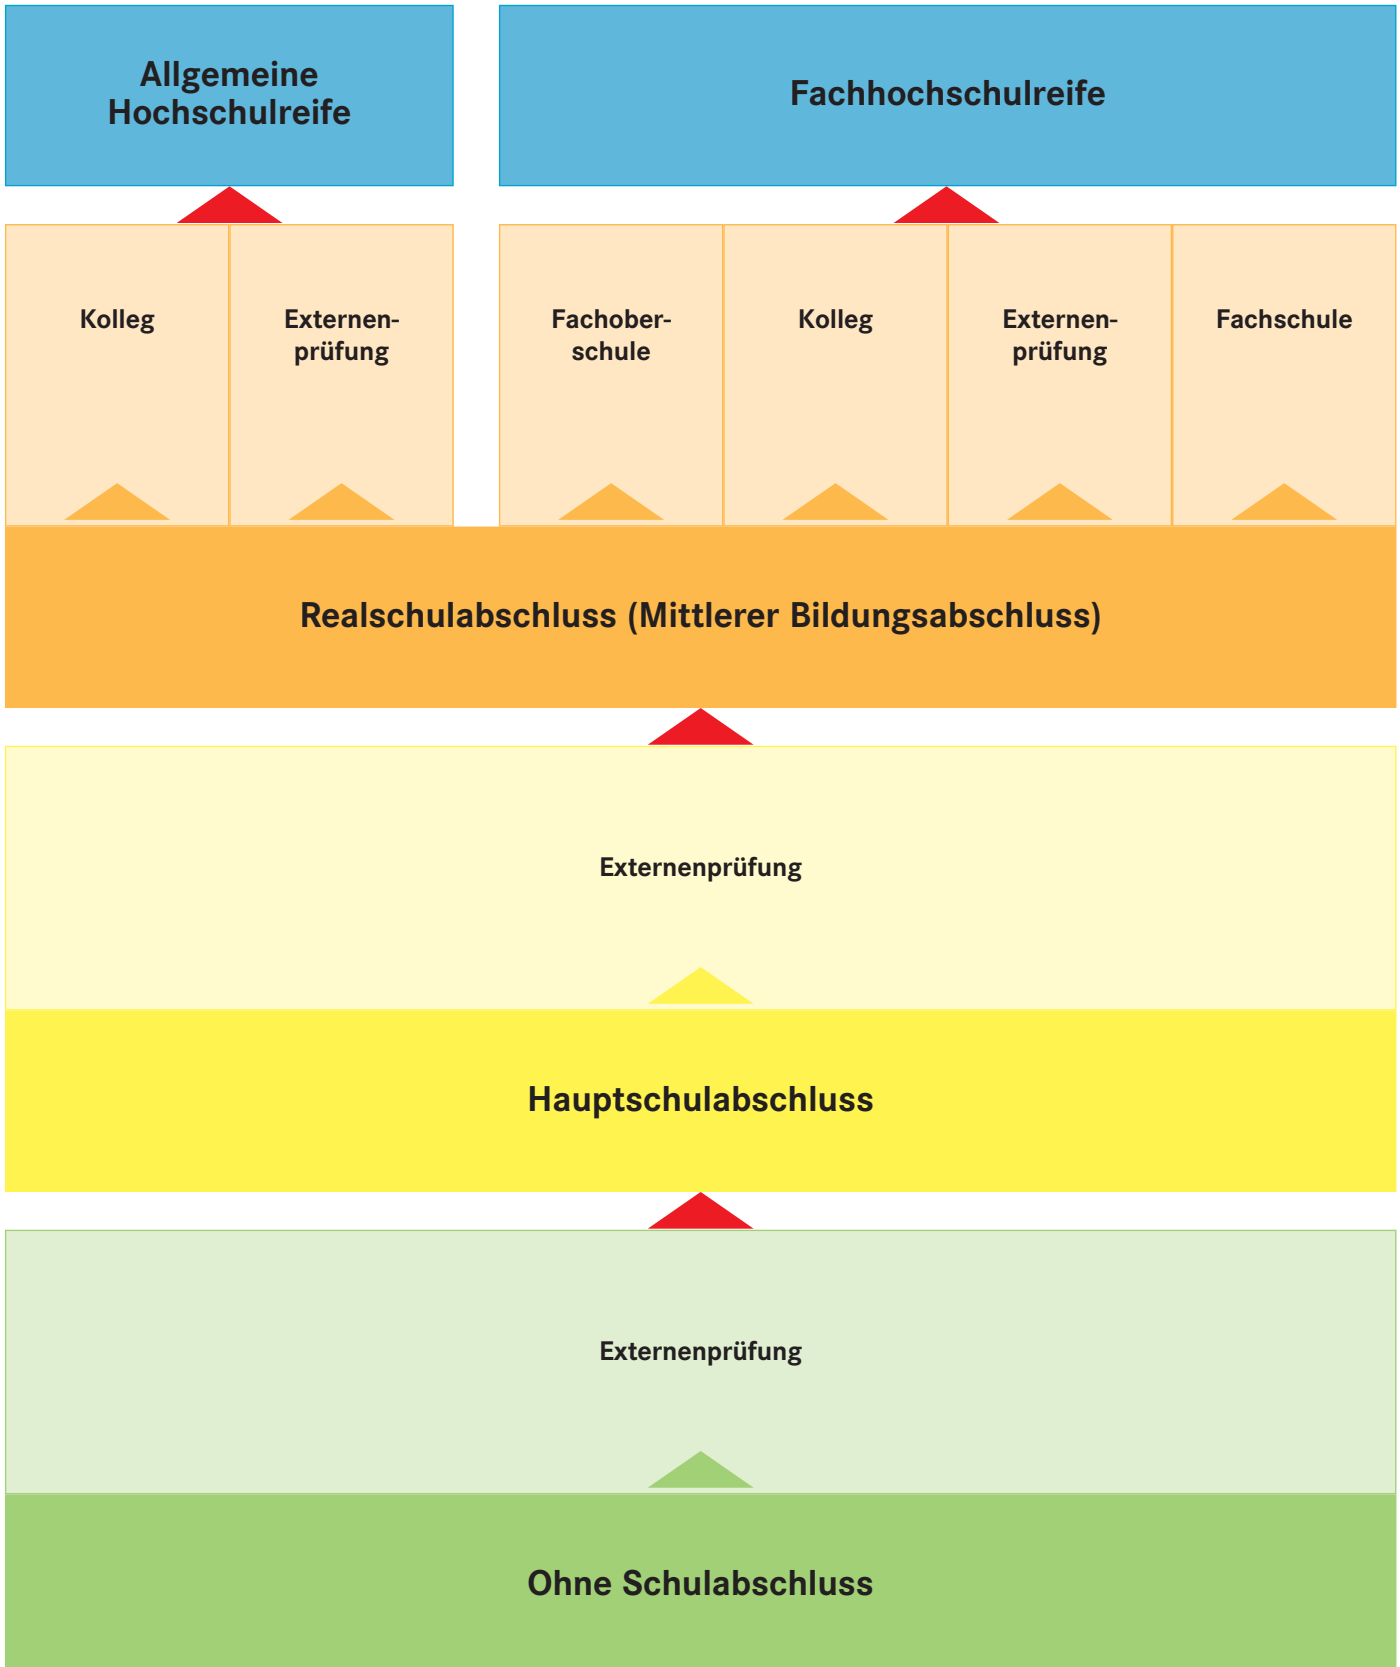 Allgemeine
Hochschulreife
Fachhochschulreife
Kolleg
Externen-
prüfung
Fachober-
schule
Kolleg
Externen-
prüfung
Fachschule
Realschulabschluss (Mittlerer Bildungsabschluss)
Externenprüfung
Hauptschulabschluss
Externenprüfung
Ohne Schulabschluss